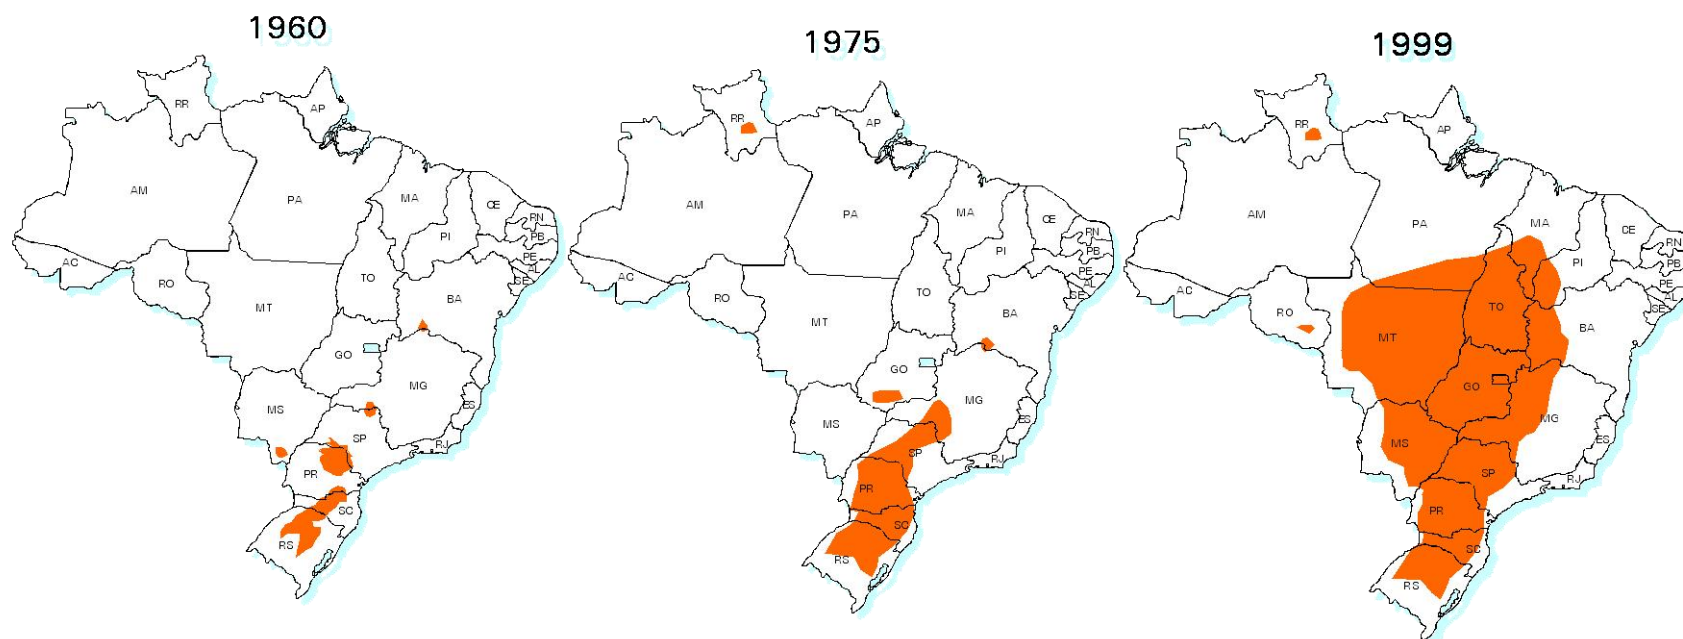 1960
RR
AP
AM
PA
MA
CE
RN
PB
PI
PE
AL
SE
AC
RO
TO
BA
MT
GO
MG
ES
MS
SP
RJ
PR
SC
RS
1975
RR
AP
AM
PA
MA
CE
RN
PB
PI
PE
AL
SE
AC
RO
TO
BA
MT
GO
MG
ES
MS
SP
RJ
PR
SC
RS
1999
RR
AP
AM
PA
MA
CE
RN
PB
PI
PE
AL
SE
AC
RO
TO
BA
MT
GO
MG
ES
MS
SP
RJ
PR
SC
RS